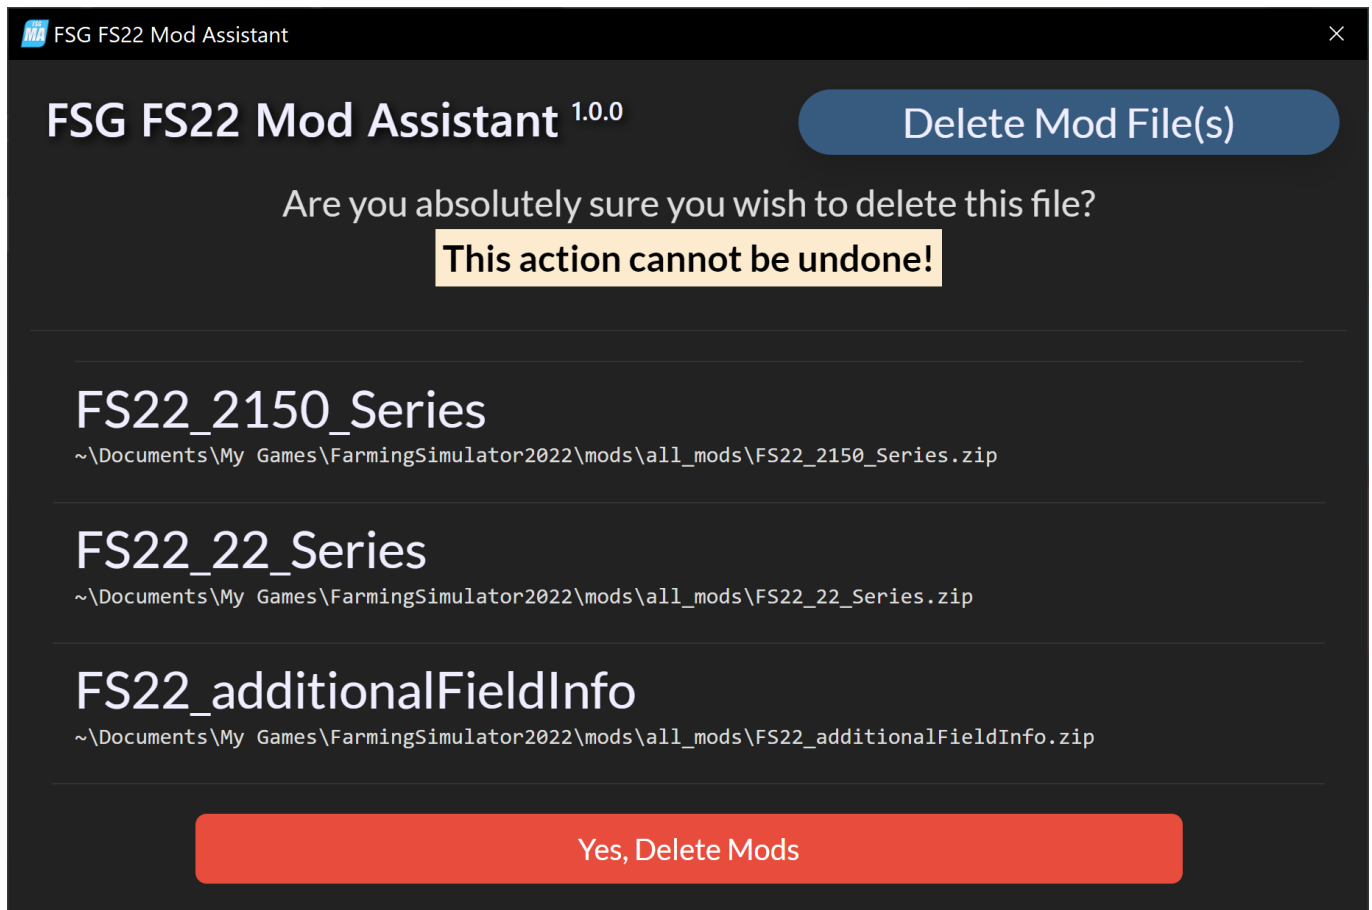 FSG MA FSG FS22 Mod Assistant
FSG FS22 Mod Assistant 1.0.0
Delete Mod File(s)
Are you absolutely sure you wish to delete this file?
This action cannot be undone!
FS22_2150_Series
~\Documents\My Games\FarmingSimulator2022\mods\all_mods\FS22_2150_Series.zip
FS22_22_Series
~\Documents\My Games\FarmingSimulator2022\mods\all_mods\FS22_22_Series.zip
FS22_additionalFieldInfo
~\Documents\My Games\FarmingSimulator2022\mods\all_mods\FS22_additionalFieldInfo.zip
Yes, Delete Mods